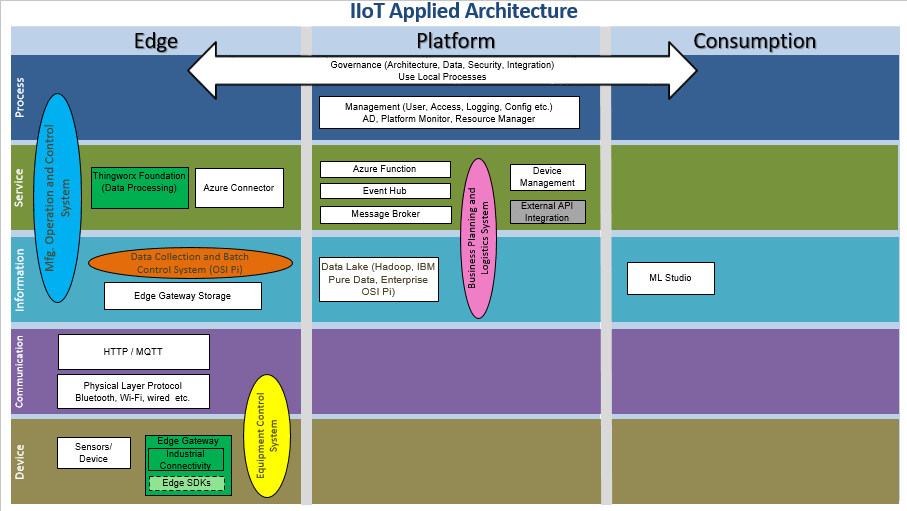 IIoT Applied Architecture
Edge
Platform
Consumption
Process
Governance (Architecture, Data, Security, Integration)
Use Local Processes
Management (User, Access, Logging, Config etc.)
AD, Platform Monitor, Resource Manager
Mfg. Operation and Control
System
Service
Thingworx Foundation
(Data Processing)
Azure Connector
Azure Function
Event Hub
Message Broker
Business Planning and
Logistics System
Device
Management
External API
Integration
Information
Data Collection and Batch
Control System (OSI Pi)
Edge Gateway Storage
Data Lake (Hadoop, IBM
Pure Data, Enterprise
OSI Pi)
ML Studio
Communication
HTTP / MQTT
Physical Layer Protocol
Bluetooth, Wi-Fi, wired etc.
Equipment Control
System
Device
Sensors/
Device
Edge Gateway
Industrial
Connectivity
Edge SDKs